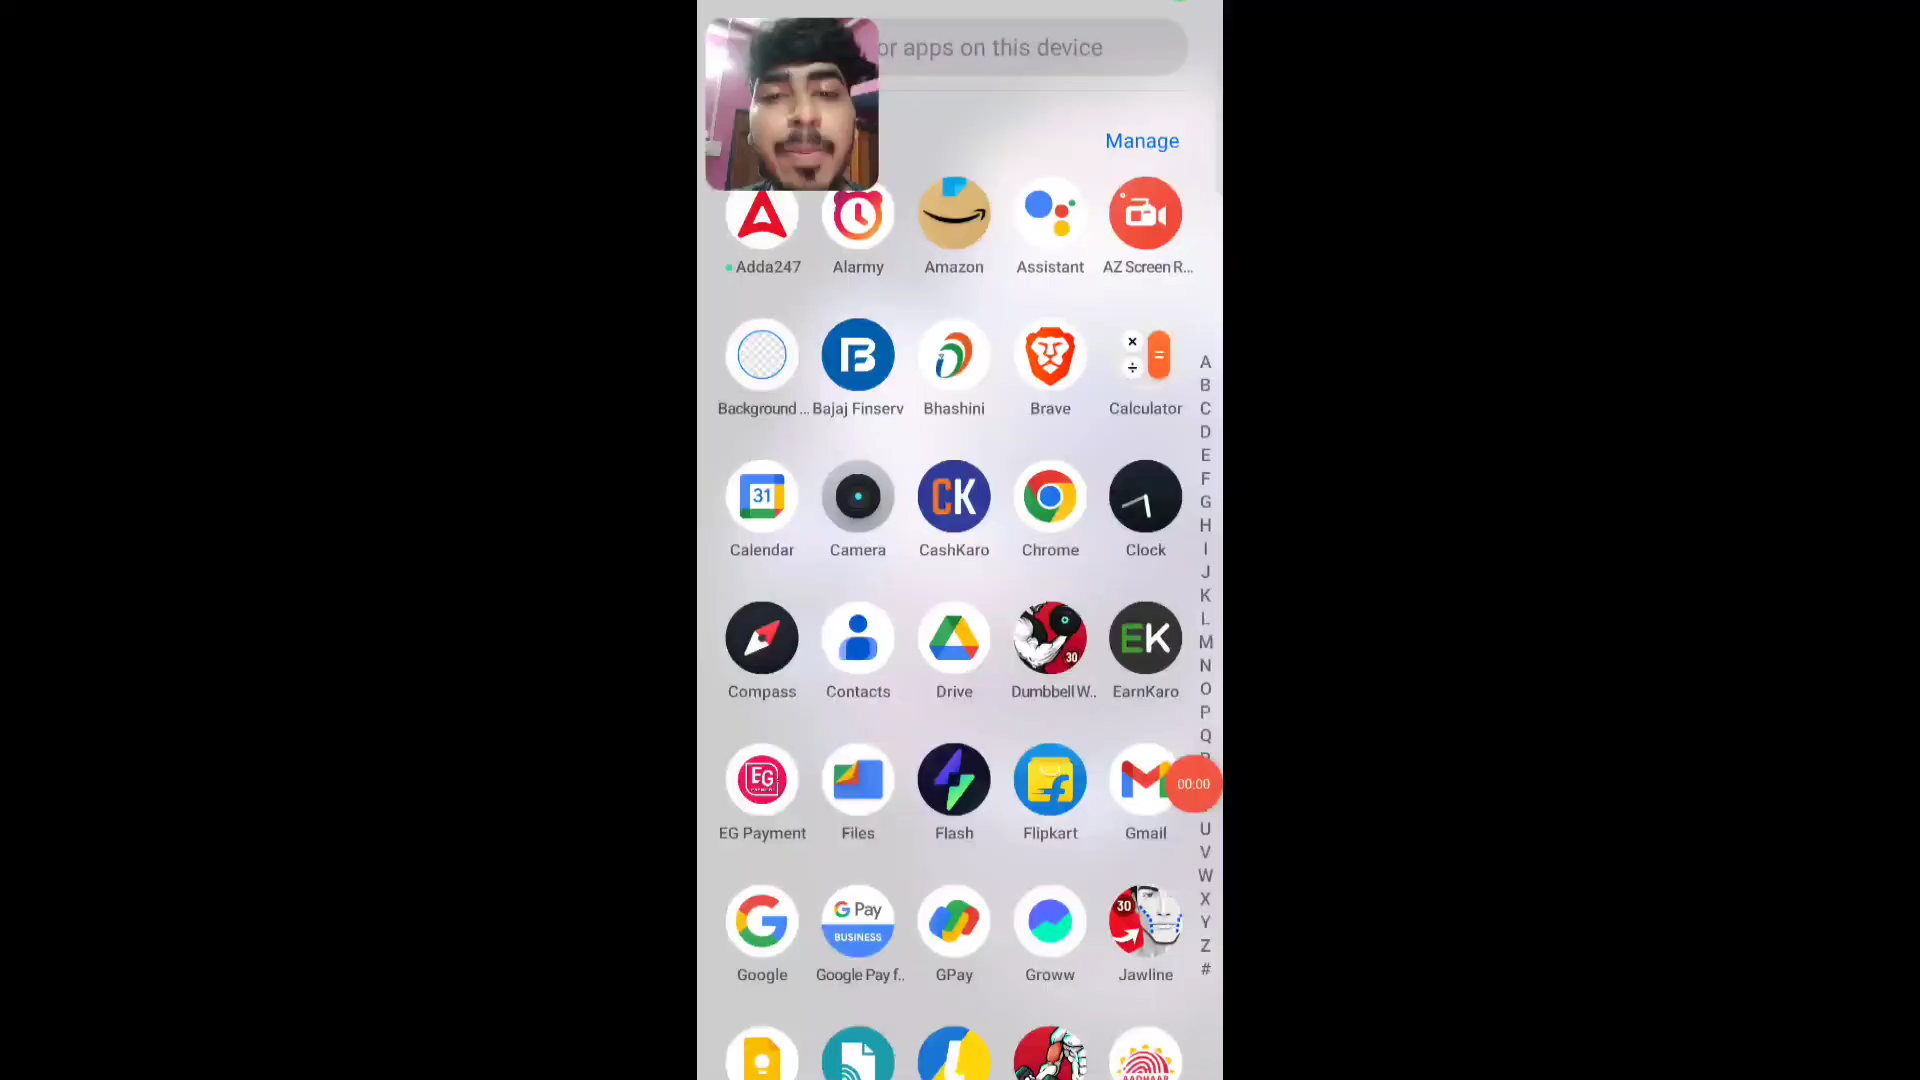 or apps on this device
Manage
Adda247
Alarmy
Amazon
Assistant
AZ Screen R...
Background ...
Bajaj Finserv
Bhashini
Brave
Calculator
31
CK
Calendar
Camera
CashKaro
Chrome
Clock
30
EK
Compass
Contacts
Drive
Dumbbell W..
EarnKaro
EG
EG Payment
Files
Flash
Flipkart
Gmail
00:00
G Pay
BUSINESS
30
Google
Google Pay f..
GPay
Groww
Jawline
AADHAAR
A
B
C
D
E
F
G
H
I
J
K
L
M
N
O
P
Q
U
V
W
X
Y
Z
#